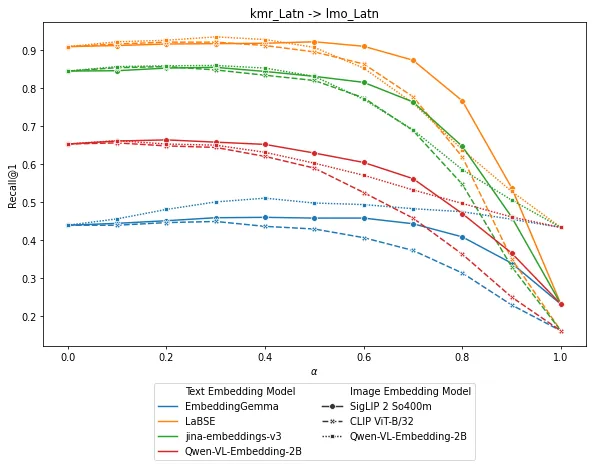 kmr_Latn -> lmo_Latn
Recall@1
0.9
0.8
0.7
0.6
0.5
0.4
0.3
0.2
0.0 0.2 0.4 0.6 0.8 1.0
α
Text Embedding Model Image Embedding Model
EmbeddingGemma SigLIP 2 So400m
LaBSE CLIP ViT-B/32
jina-embeddings-v3 Qwen-VL-Embedding-2B
Qwen-VL-Embedding-2B